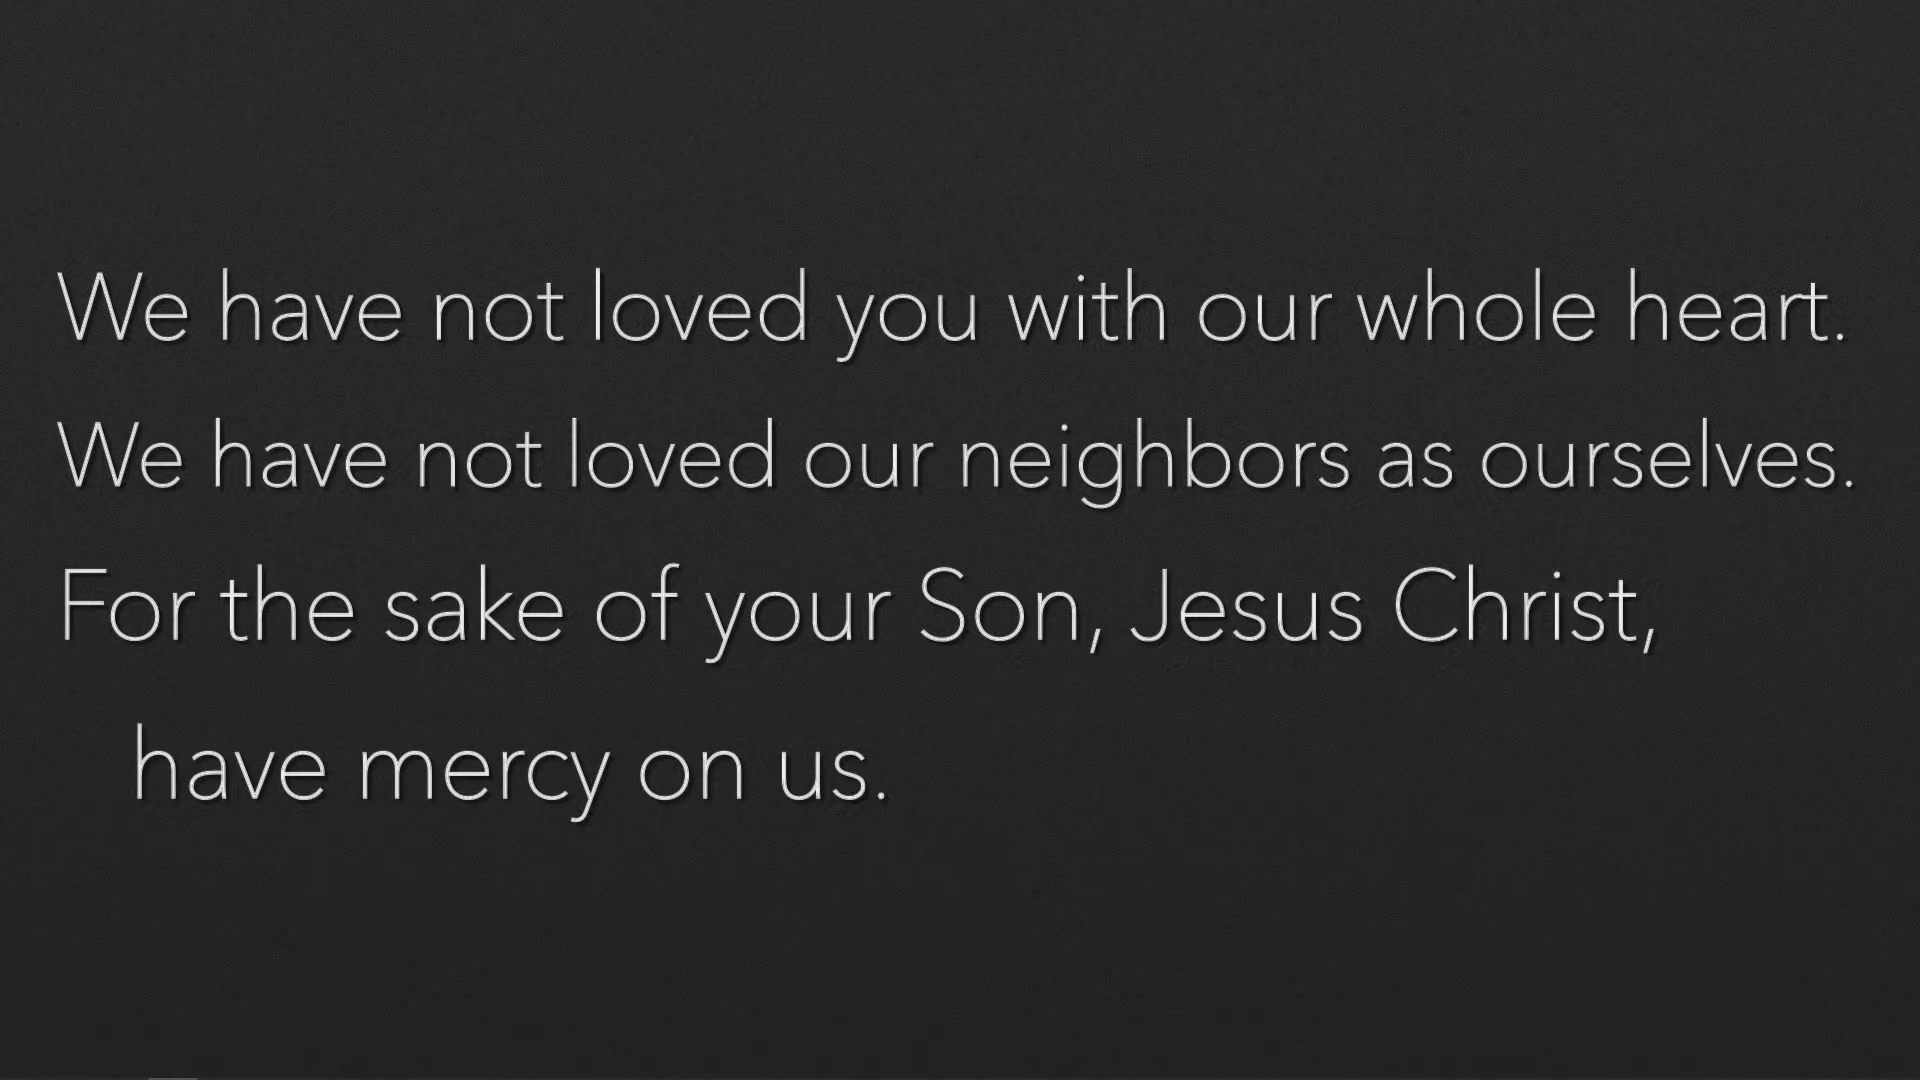 We have not loved you with our whole heart.
We have not loved our neighbors as ourselves.
For the sake of your Son, Jesus Christ,
have mercy on us.